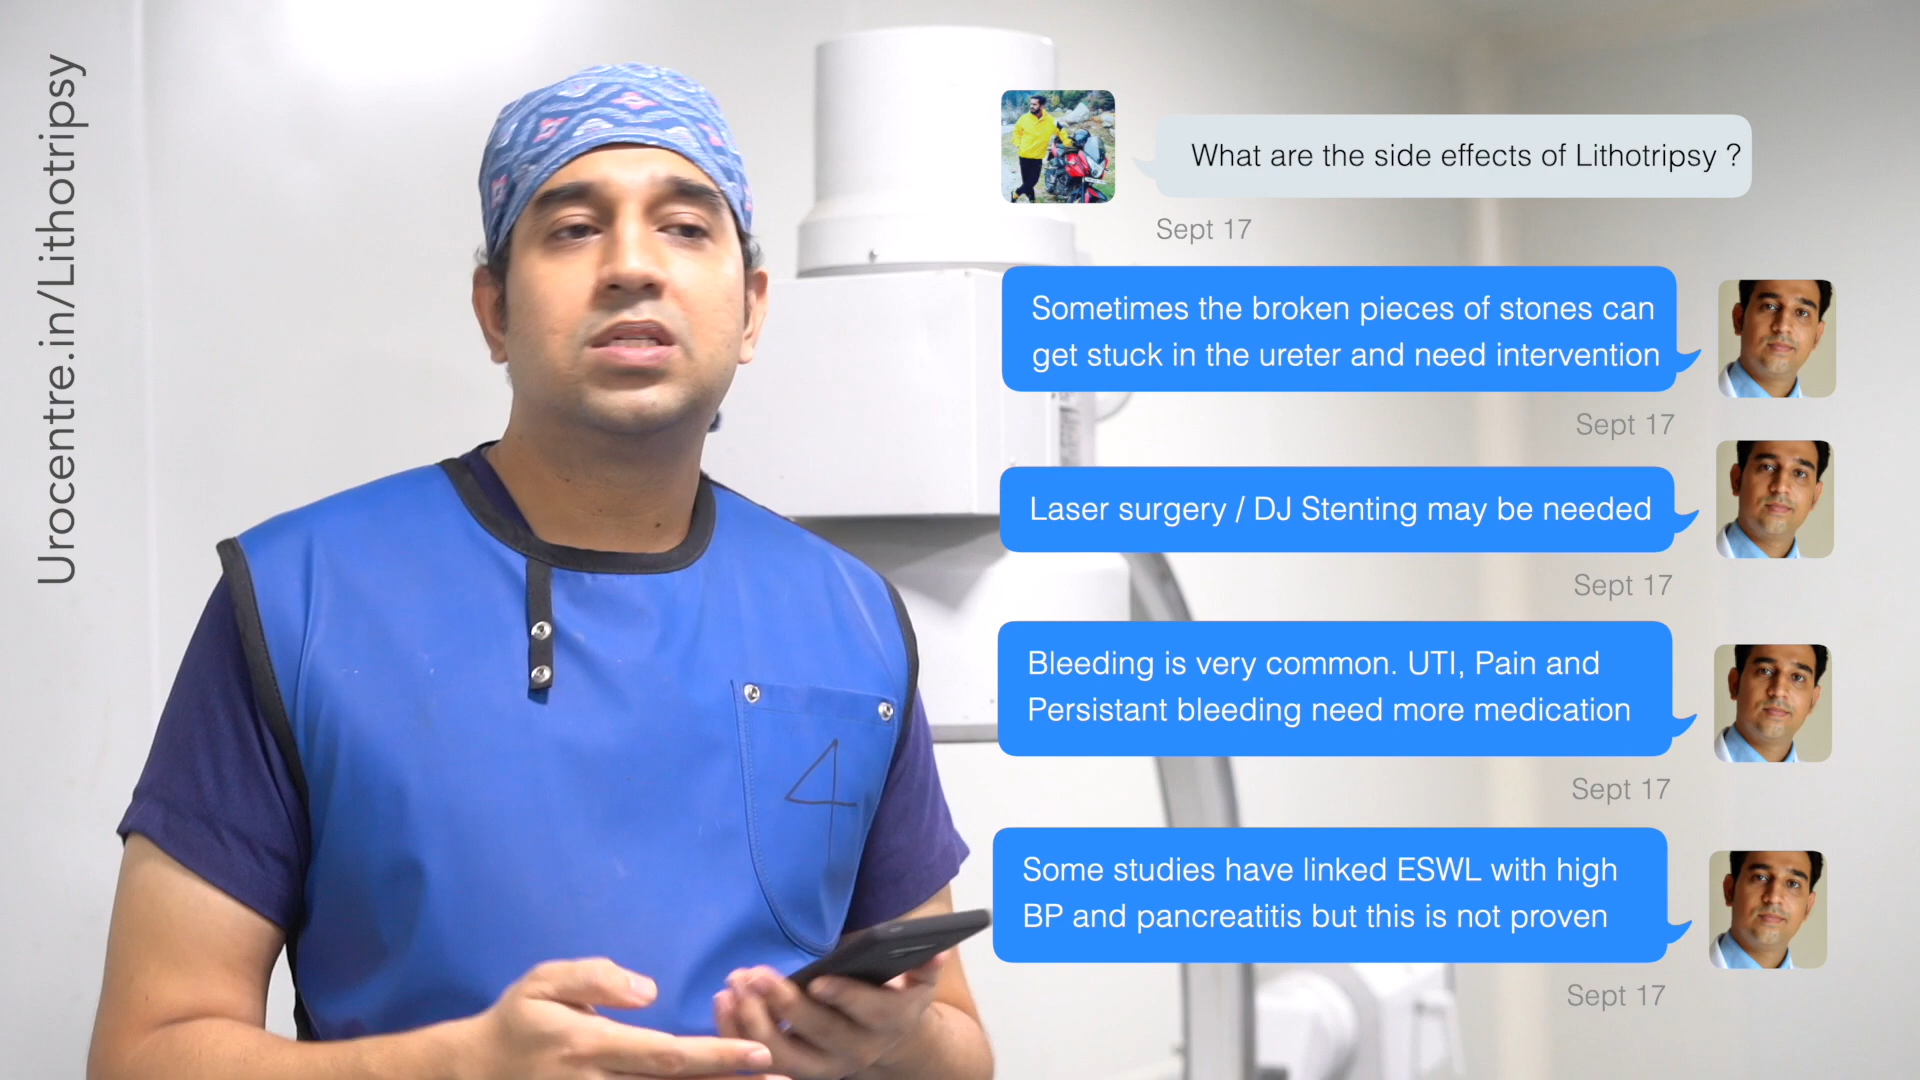 Urocentre.in/Lithotripsy
What are the side effects of Lithotripsy ?
Sept 17
Sometimes the broken pieces of stones can
get stuck in the ureter and need intervention
Sept 17
Laser surgery / DJ Stenting may be needed
Sept 17
Bleeding is very common. UTI, Pain and
Persistant bleeding need more medication
Sept 17
Some studies have linked ESWL with high
BP and pancreatitis but this is not proven
Sept 17
4